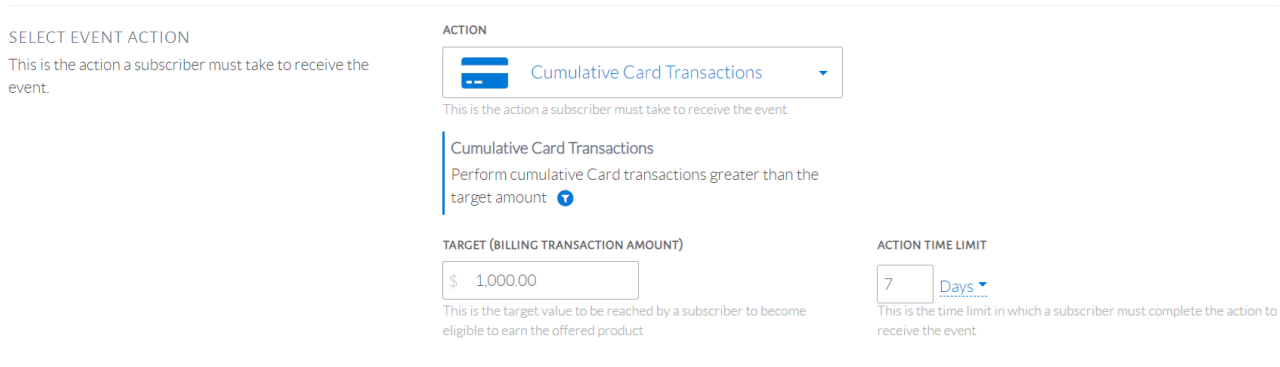 SELECT EVENT ACTION
This is the action a subscriber must take to receive the
event.
ACTION
Cumulative Card Transactions
This is the action a subscriber must take to receive the event.
Cumulative Card Transactions
Perform cumulative Card transactions greater than the
target amount
TARGET (BILLING TRANSACTION AMOUNT)
$ 1,000.00
This is the target value to be reached by a subscriber to become
eligible to earn the offered product
ACTION TIME LIMIT
7 Days
This is the time limit in which a subscriber must complete the action to
receive the event